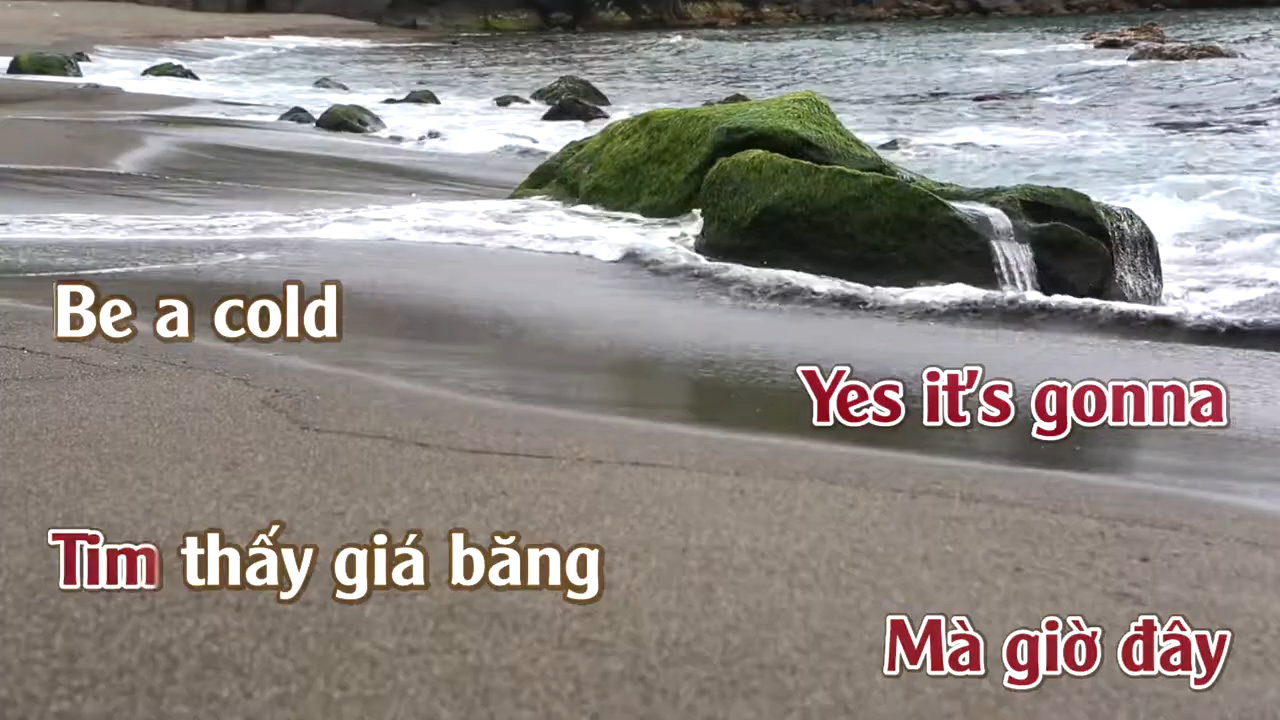 Be a cold
Yes it's gonna
Tim thấy giá băng
Mà giờ đây